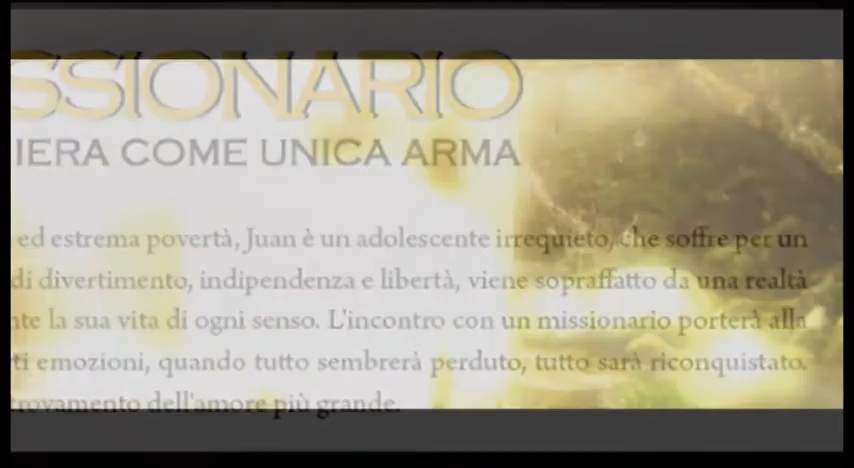 SSIONARIO
IERA COME UNICA ARMA
ed estrema povertà, Juan è un adolescente irrequieto, che soffre per un
di divertimento, indipendenza e libertà, viene sopraffatto da una realtà
nte la sua vita di ogni senso. L'incontro con un missionario porterà alla
ti emozioni, quando tutto sembrerà perduto, tutto sarà riconquistato.
trovamento dell'amore più grande.